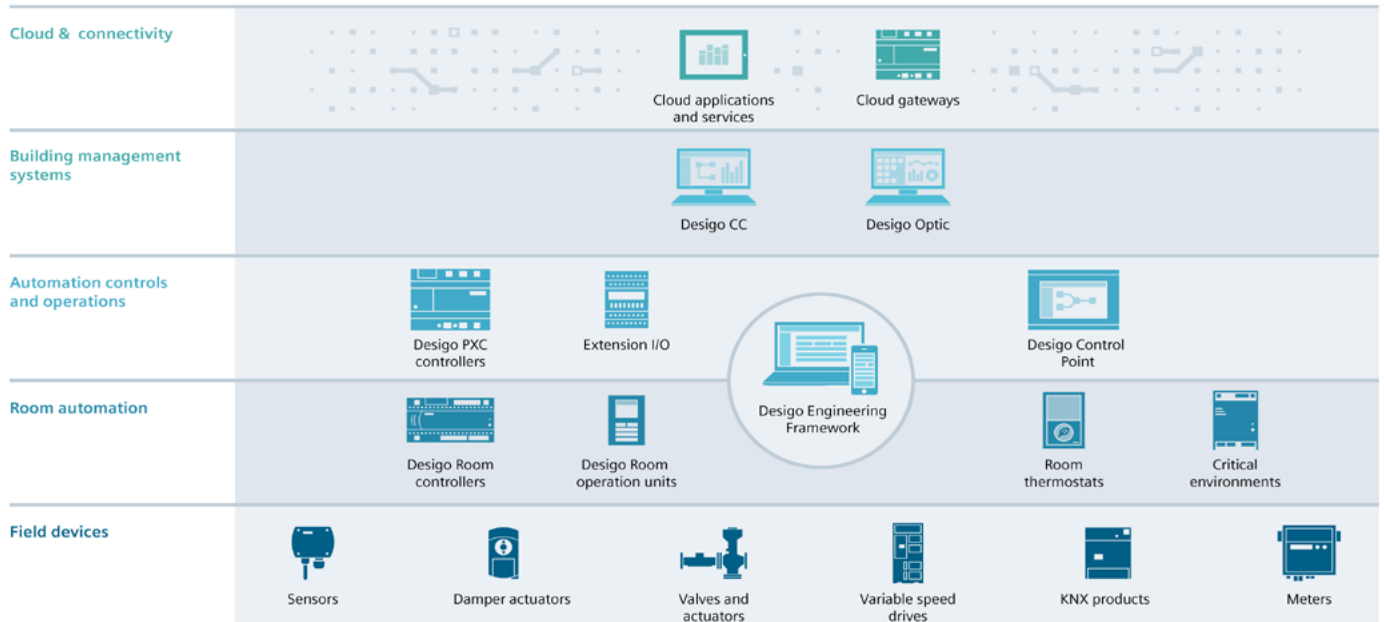 Cloud & connectivity
Cloud applications
and services
Cloud gateways
Building management
systems
Desigo CC
Desigo Optic
Automation controls
and operations
Desigo PXC
controllers
Extension I/O
Desigo Control
Point
Desigo Engineering
Framework
Room automation
Desigo Room
controllers
Desigo Room
operation units
Room
thermostats
Critical
environments
Field devices
Sensors
Damper actuators
Valves and
actuators
Variable speed
drives
KNX products
Meters